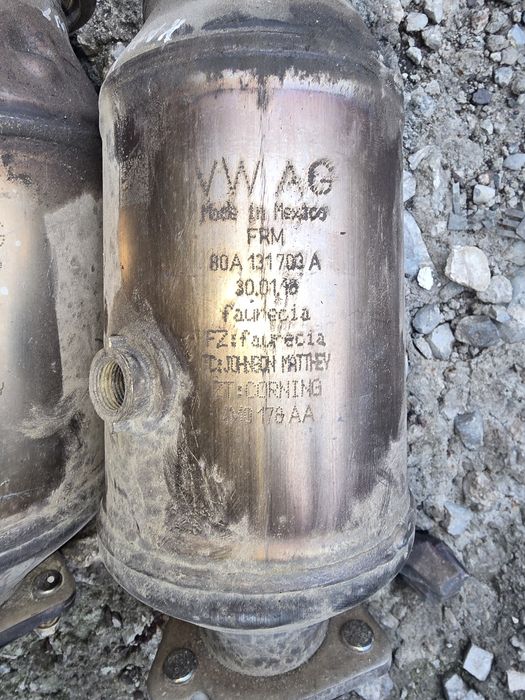 VW AG
Made in Mexico
FRM
80A 131 703 A
30.01.18
faurecia
FZ:faurecia
TC:JOHNSON MATTHEY
PT:CORNING
178 AA